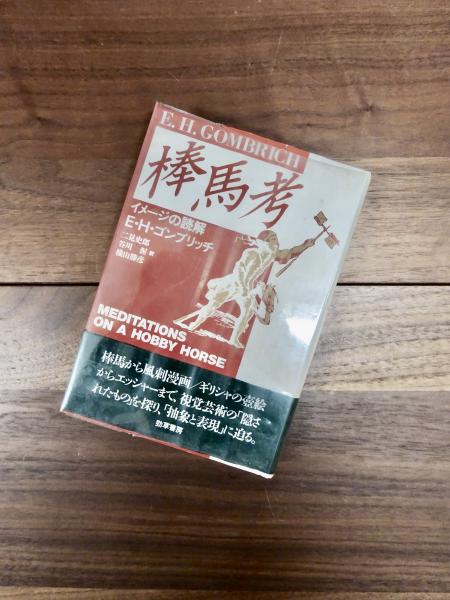 E. H. GOMBRICH
棒馬考
イメージの読解
E・H・ゴンブリッチ
二見史郎
谷川 渥 訳
横山勝彦
MEDITATIONS
ON A HOBBY HORSE
棒馬から風刺漫画／ギリシャの壺絵
からエッシャーまで、視覚芸術の「隠さ
れたもの」を探り、「抽象と表現」に迫る。
勁草書房